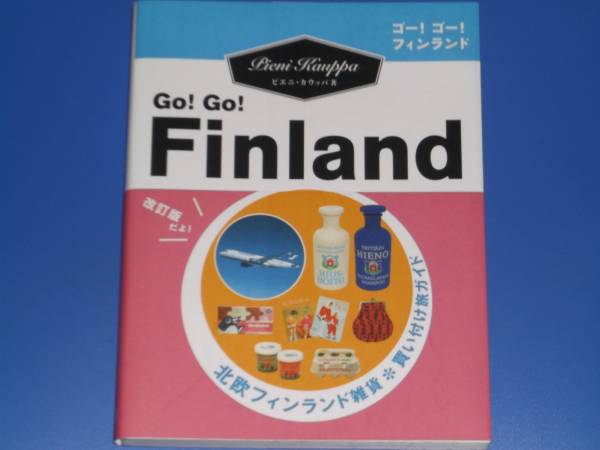 ゴー! ゴー!
フィンランド
Pieni Kauppa
ピエニ・カウッパ 著
Go! Go!
Finland
改訂版
だよ!
HIENO
北欧フィンランド雑貨*買い付け旅ガイド